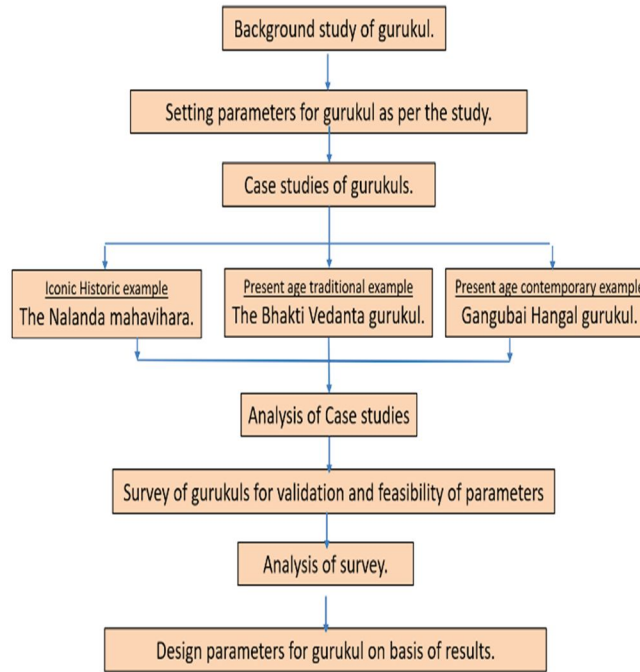 Background study of gurukul.
Setting parameters for gurukul as per the study.
Case studies of gurukuls.
Iconic Historic example
The Nalanda mahavihara.
Present age traditional example
The Bhakti Vedanta gurukul.
Present age contemporary example
Gangubai Hangal gurukul.
Analysis of Case studies
Survey of gurukuls for validation and feasibility of parameters
Analysis of survey.
Design parameters for gurukul on basis of results.